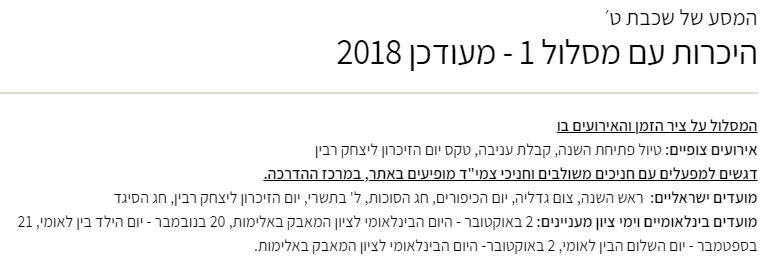 המסע של שכבת ט׳
היכרות עם מסלול 1 - מעודכן 2018
המסלול על ציר הזמן והאירועים בו
אירועים צופיים: טיול פתיחת השנה, קבלת עניבה, טקס יום הזיכרון ליצחק רבין
דגשים למפעלים עם חניכים משולבים וחניכי צמי"ד מופיעים באתר, במרכז ההדרכה.
מועדים ישראליים: ראש השנה, צום גדליה, יום הכיפורים, חג הסוכות, ל' בתשרי, יום הזיכרון ליצחק רבין, חג הסיגד
מועדים בינלאומיים וימי ציון מעניינים: 2 באוקטובר - היום הבינלאומי לציון המאבק באלימות, 20 בנובמבר - יום הילד בין לאומי, 21
בספטמבר - יום השלום הבין לאומי, 2 באוקטובר- היום הבינלאומי לציון המאבק באלימות.